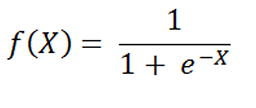 f(X) = 1 / (1 + e^{-X})